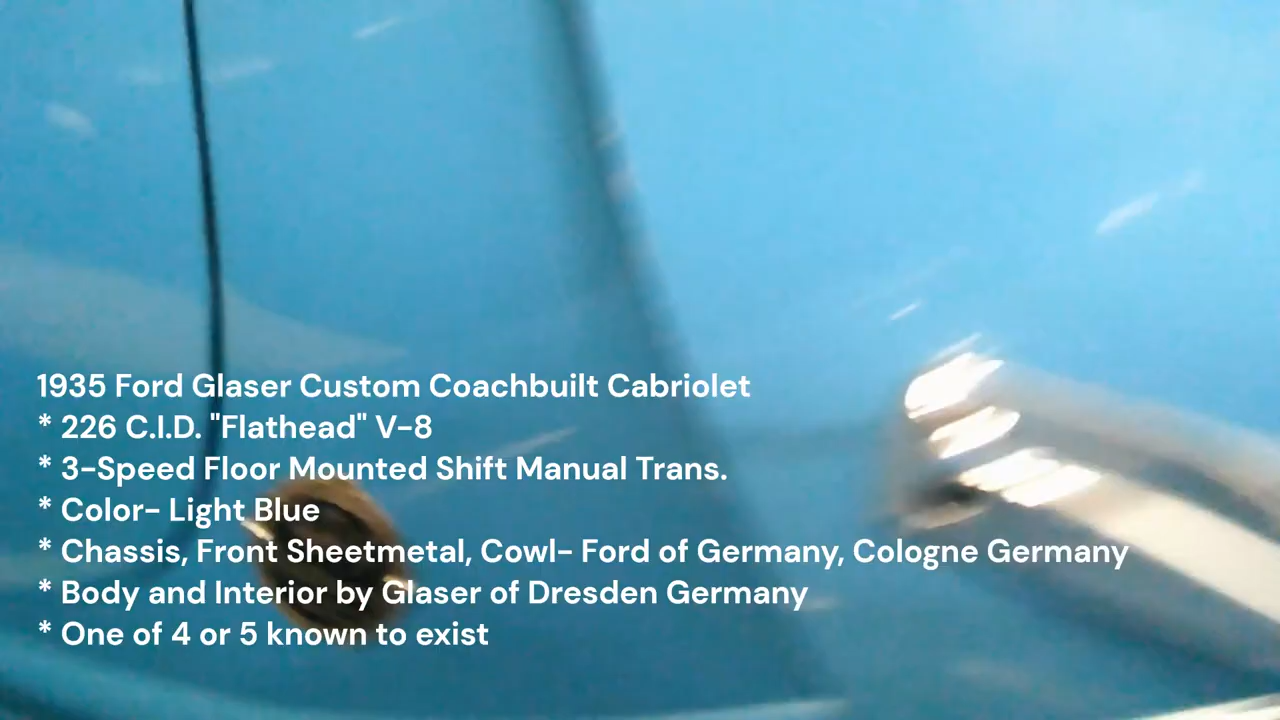 1935 Ford Glaser Custom Coachbuilt Cabriolet
* 226 C.I.D. "Flathead" V-8
* 3-Speed Floor Mounted Shift Manual Trans.
* Color- Light Blue
* Chassis, Front Sheetmetal, Cowl- Ford of Germany, Cologne Germany
* Body and Interior by Glaser of Dresden Germany
* One of 4 or 5 known to exist